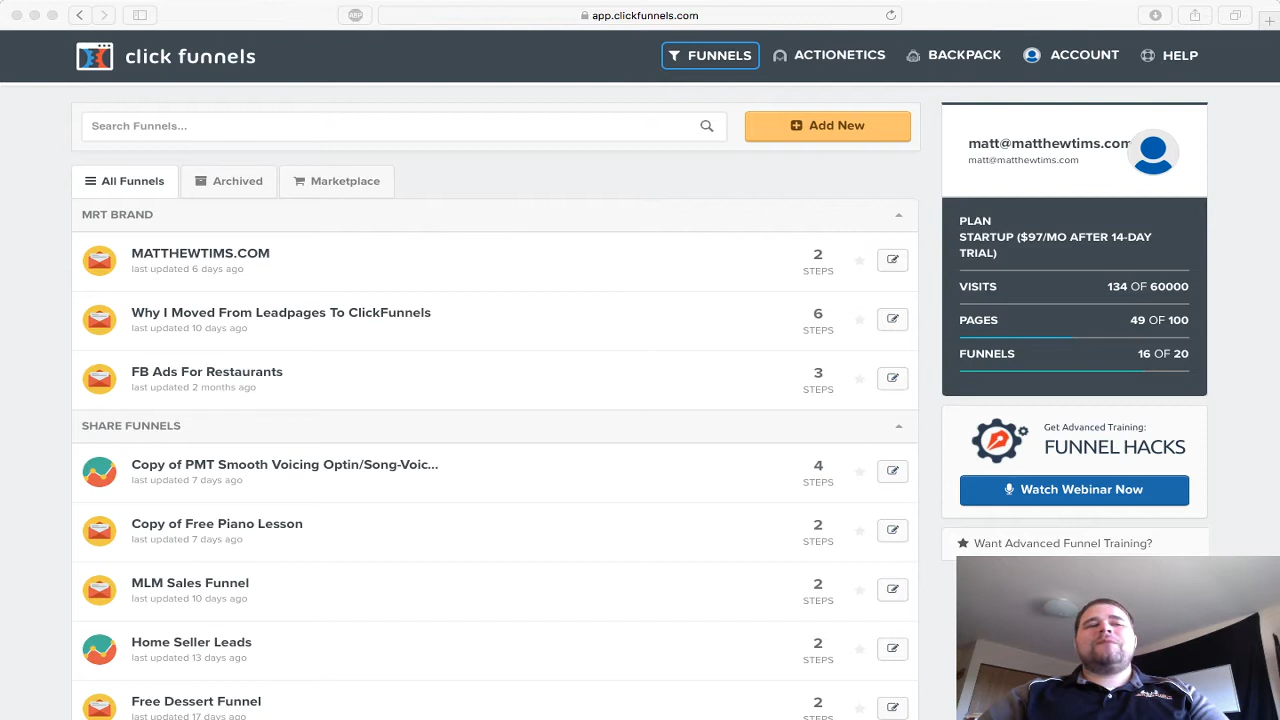 ABP
app.clickfunnels.com
click funnels
FUNNELS
ACTIONETICS
BACKPACK
ACCOUNT
HELP
Search Funnels...
Add New
All Funnels
Archived
Marketplace
MRT BRAND
MATTHEWTIMS.COM
last updated 6 days ago
2
STEPS
Why I Moved From Leadpages To ClickFunnels
last updated 10 days ago
6
STEPS
FB Ads For Restaurants
last updated 2 months ago
3
STEPS
SHARE FUNNELS
Copy of PMT Smooth Voicing Optin/Song-Voic...
last updated 7 days ago
4
STEPS
Copy of Free Piano Lesson
last updated 7 days ago
2
STEPS
MLM Sales Funnel
last updated 10 days ago
2
STEPS
Home Seller Leads
last updated 13 days ago
2
STEPS
Free Dessert Funnel
last updated 17 days ago
2
STEPS
matt@matthewtims.com
matt@matthewtims.com
PLAN
STARTUP ($97/MO AFTER 14-DAY
TRIAL)
VISITS 134 OF 60000
PAGES 49 OF 100
FUNNELS 16 OF 20
Get Advanced Training:
FUNNEL HACKS
Watch Webinar Now
Want Advanced Funnel Training?